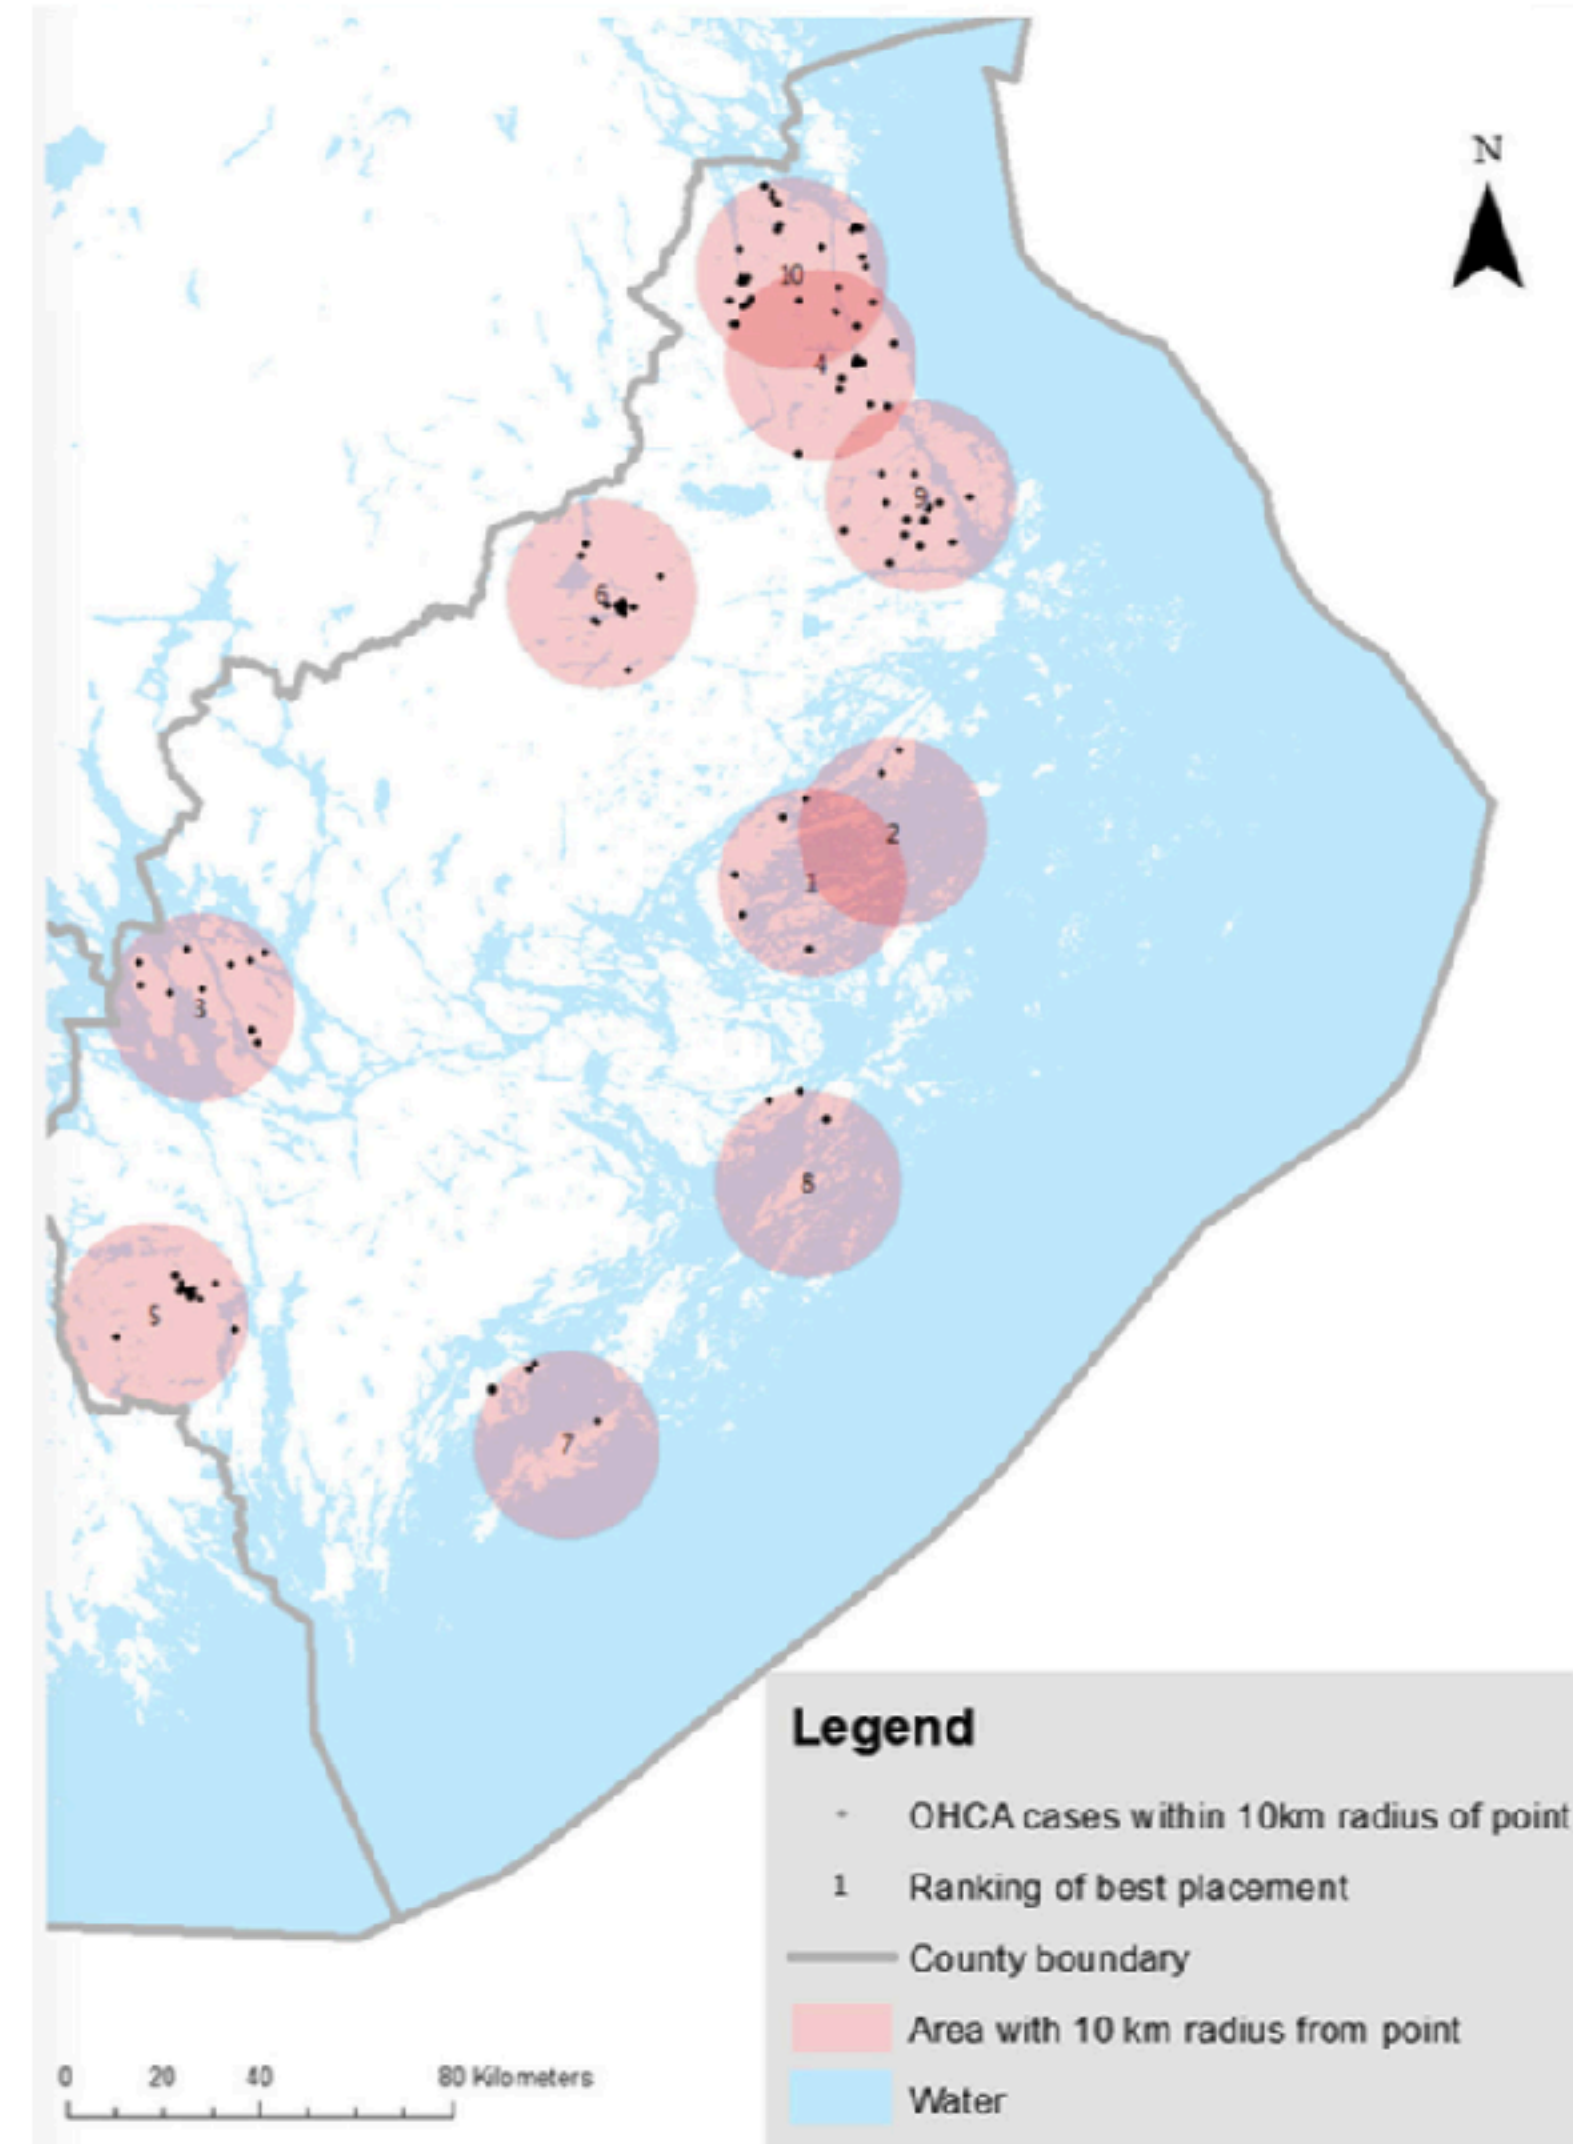 N
10
4
9
6
2
1
3
8
5
7
Legend
OHCA cases within 10km radius of point
1 Ranking of best placement
County boundary
Area with 10 km radius from point
Water
0 20 40 80 Kilometers